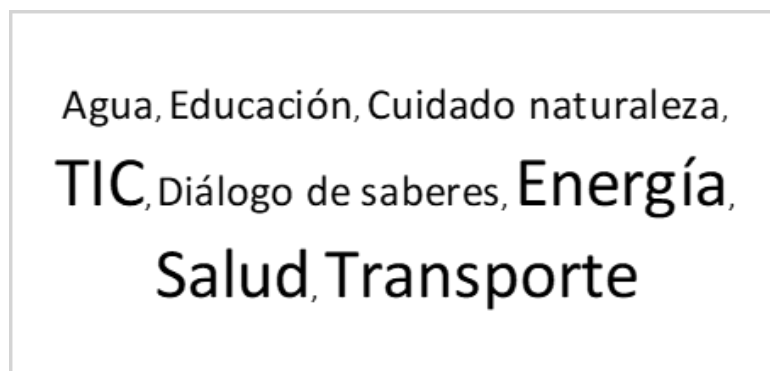 Agua, Educación, Cuidado naturaleza,
TIC, Diálogo de saberes, Energía,
Salud, Transporte